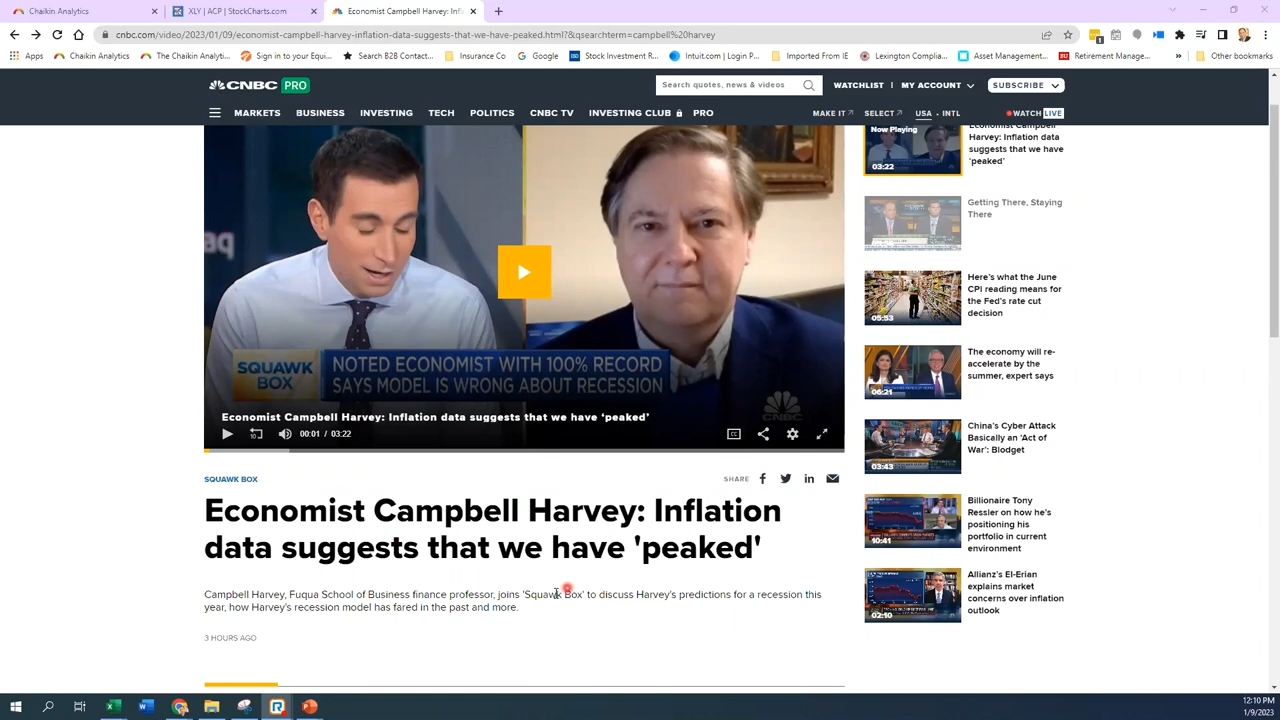 Chaikin Analytics
XLY | ACP | StockCharts.com
Economist Campbell Harvey: Infl
cnbc.com/video/2023/01/09/economist-campbell-harvey-inflation-data-suggests-that-we-have-peaked.html?&qsearchterm=campbell%20harvey
Apps
Chaikin Analytics
The Chaikin Analyt...
Sign in to your Equi...
Search B2B Contact...
Insurance Co
Google
Stock Investment R...
Intuit.com | Login P...
Imported From IE
Lexington Complia...
Asset Management...
Retirement Manage...
Other bookmarks
CNBC PRO
Search quotes, news & videos
WATCHLIST
MY ACCOUNT
SUBSCRIBE
MARKETS BUSINESS INVESTING TECH POLITICS CNBC TV INVESTING CLUB PRO
MAKE IT SELECT USA • INTL WATCH LIVE
SQUAWK
BOX
NOTED ECONOMIST WITH 100% RECORD
YS MODEL IS WRONG ABOUT RECESSION
CNBC
Economist Campbell Harvey: Inflation data suggests that we have ‘peaked’
10
00:01 / 03:22
CC
Now Playing
03:22
Economist Campbell
Harvey: Inflation data
suggests that we have
‘peaked’
Getting There, Staying
There
05:53
Here’s what the June
CPI reading means for
the Fed’s rate cut
decision
06:21
The economy will re-
accelerate by the
summer, expert says
03:43
China’s Cyber Attack
Basically an ‘Act of
War’: Blodget
10:41
Billionaire Tony
Ressler on how he’s
positioning his
portfolio in current
environment
02:10
Allianz’s El-Erian
explains market
concerns over inflation
outlook
SQUAWK BOX
SHARE
Economist Campbell Harvey: Inflation
data suggests that we have 'peaked'
Campbell Harvey, Fuqua School of Business finance professor, joins 'Squawk Box' to discuss Harvey's predictions for a recession this
year, how Harvey's recession model has fared in the past and more.
3 HOURS AGO
12:10 PM
1/9/2023